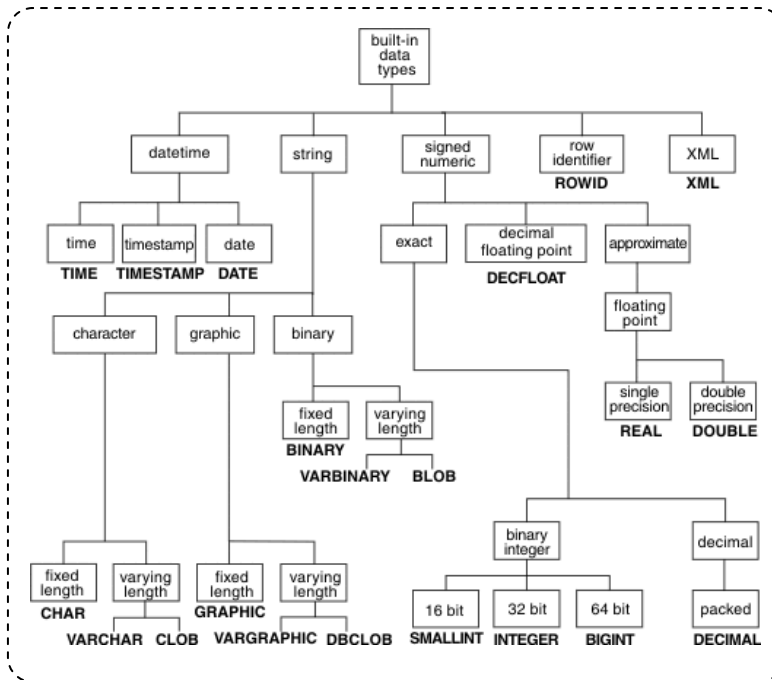 built-in
data
types
datetime
string
signed
numeric
row
identifier
ROWID
XML
XML
time
TIME
timestamp
TIMESTAMP
date
DATE
exact
decimal
floating point
DECFLOAT
approximate
character
graphic
binary
floating
point
fixed
length
BINARY
varying
length
VARBINARY
BLOB
single
precision
REAL
double
precision
DOUBLE
binary
integer
decimal
fixed
length
CHAR
varying
length
VARCHAR
CLOB
fixed
length
GRAPHIC
varying
length
VARGRAPHIC
DBCLOB
16 bit
SMALLINT
32 bit
INTEGER
64 bit
BIGINT
packed
DECIMAL